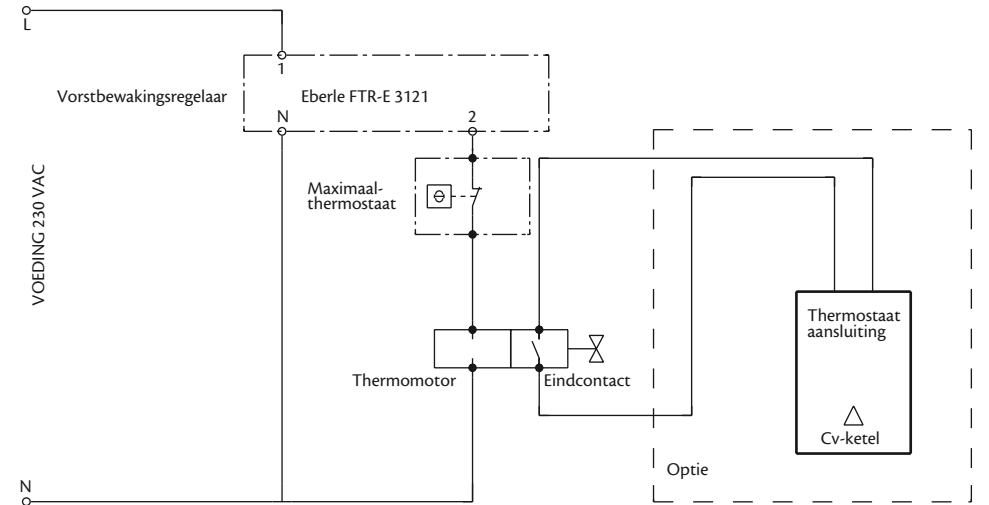 L
1
Vorstbewakingsregelaar
Eberle FTR-E 3121
N
2
Maximaal-
thermostaat
VOEDING 230 VAC
Thermostaat
aansluiting
Thermomotor
Eindcontact
Cv-ketel
Optie
N